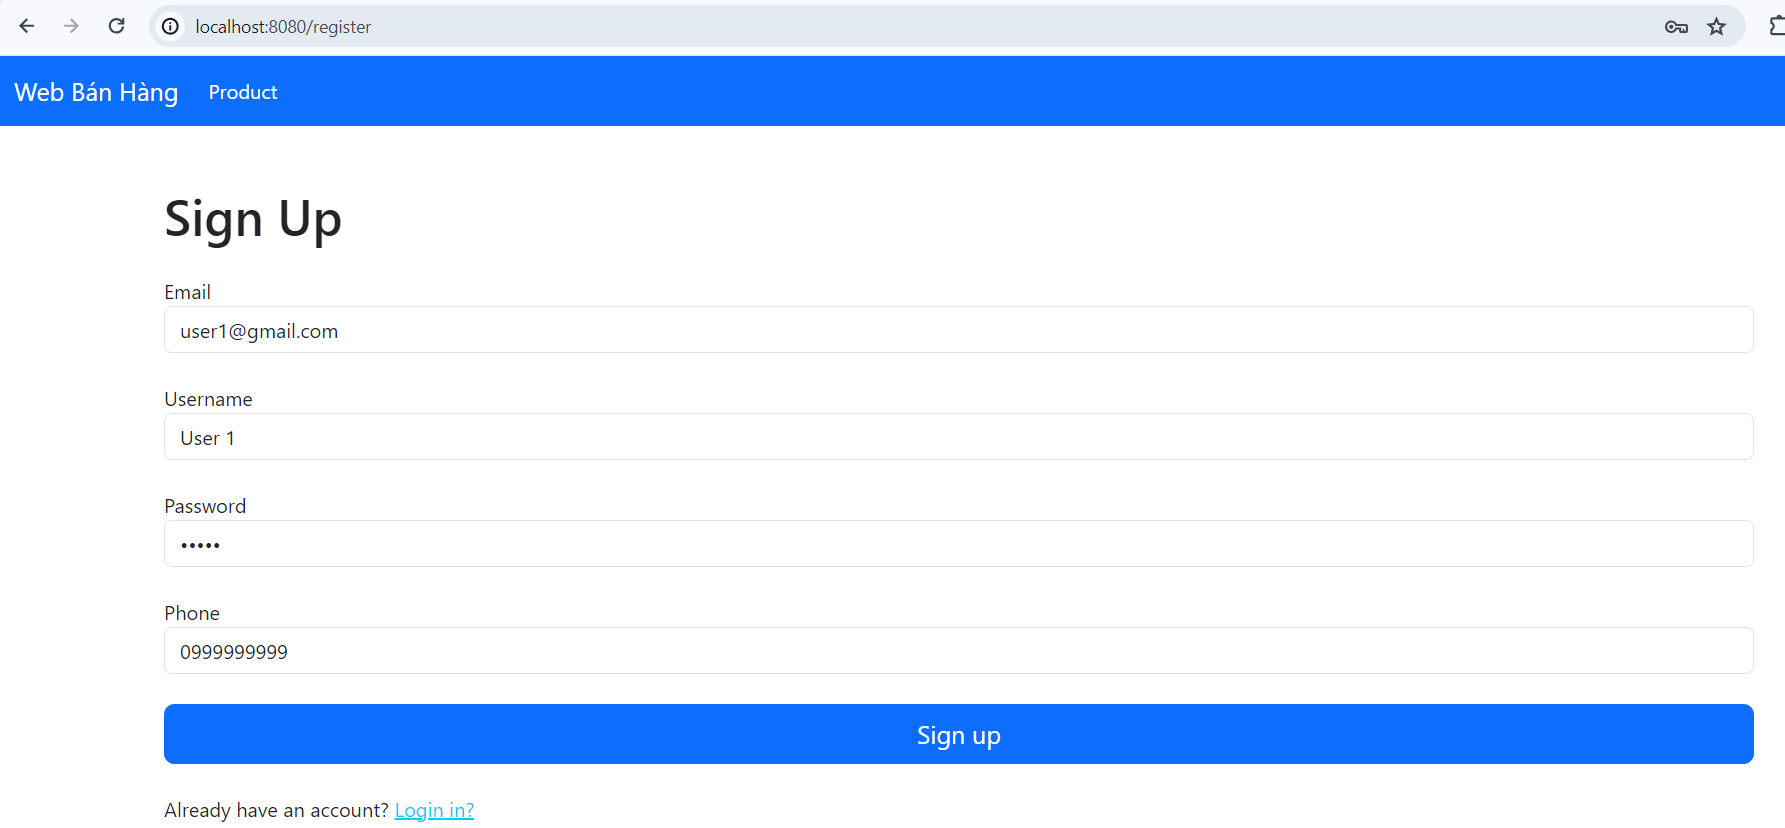 localhost:8080/register
Web Bán Hàng Product
Sign Up
Email
user1@gmail.com
Username
User 1
Password
•••••
Phone
0999999999
Sign up
Already have an account? Login in?